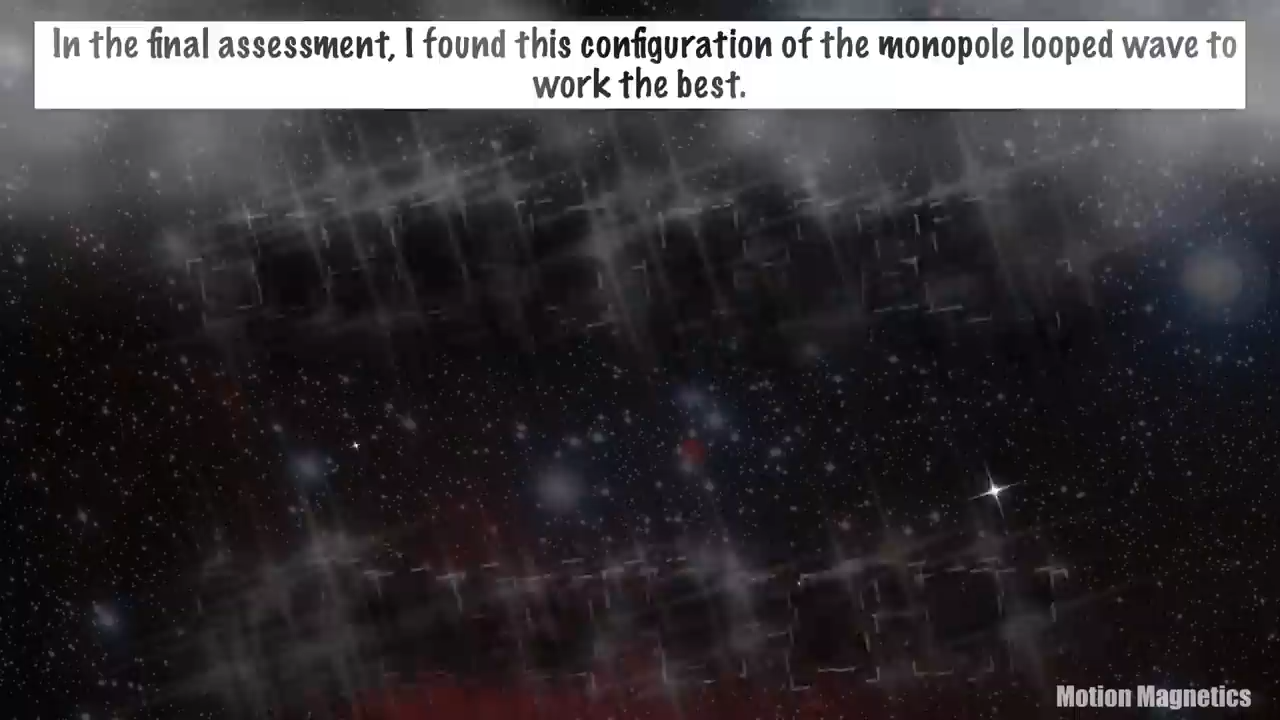 In the final assessment, I found this configuration of the monopole looped wave to
work the best.
Motion Magnetics